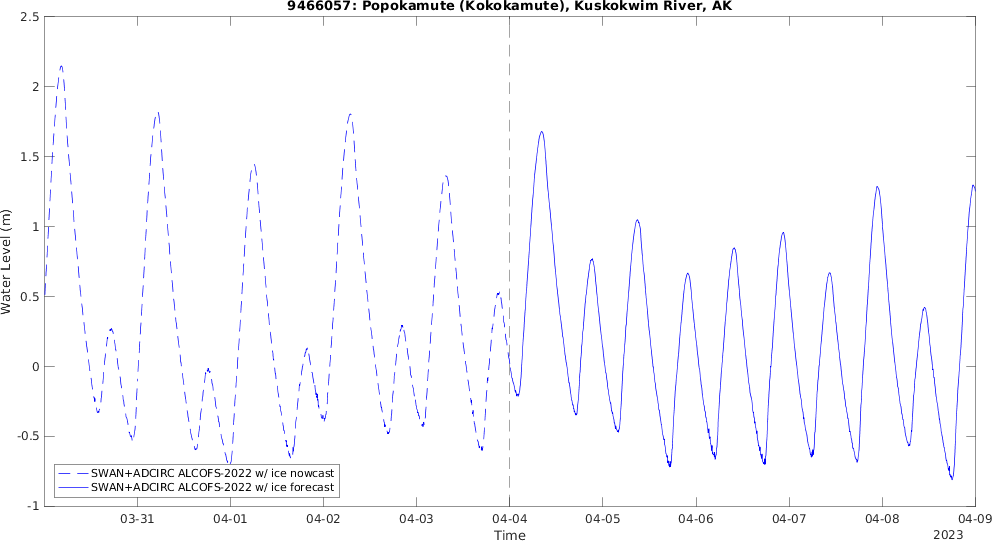 9466057: Popokamute (Kokokamute), Kuskokwim River, AK
2.5
2
1.5
1
0.5
0
-0.5
-1
Water Level (m)
SWAN+ADCIRC ALCOFS-2022 w/ ice nowcast
SWAN+ADCIRC ALCOFS-2022 w/ ice forecast
03-31 04-01 04-02 04-03 04-04 04-05 04-06 04-07 04-08 04-09
Time
2023